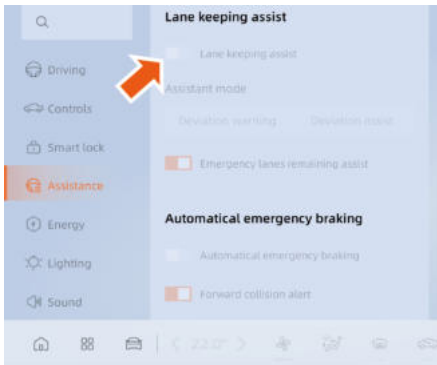 Lane keeping assist
Lane keeping assist
Driving
Assistant mode
Controls
Deviation warning Deviation assist
Smart lock
Emergency lanes remaining assist
Assistance
Automatical emergency braking
Energy
Automatical emergency braking
Lighting
Forward collision alert
Sound
22.0°